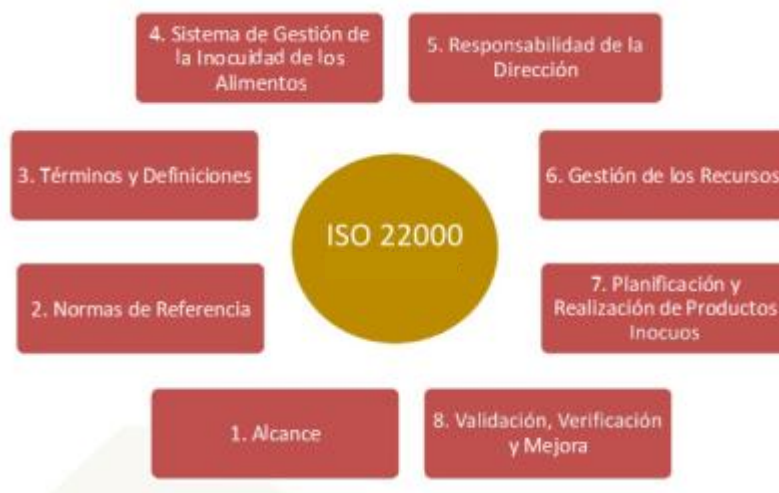 4. Sistema de Gestión de
la Inocuidad de los
Alimentos
5. Responsabilidad de la
Dirección
3. Términos y Definiciones
6. Gestión de los Recursos
ISO 22000
2. Normas de Referencia
7. Planificación y
Realización de Productos
Inocuos
1. Alcance
8. Validación, Verificación
y Mejora